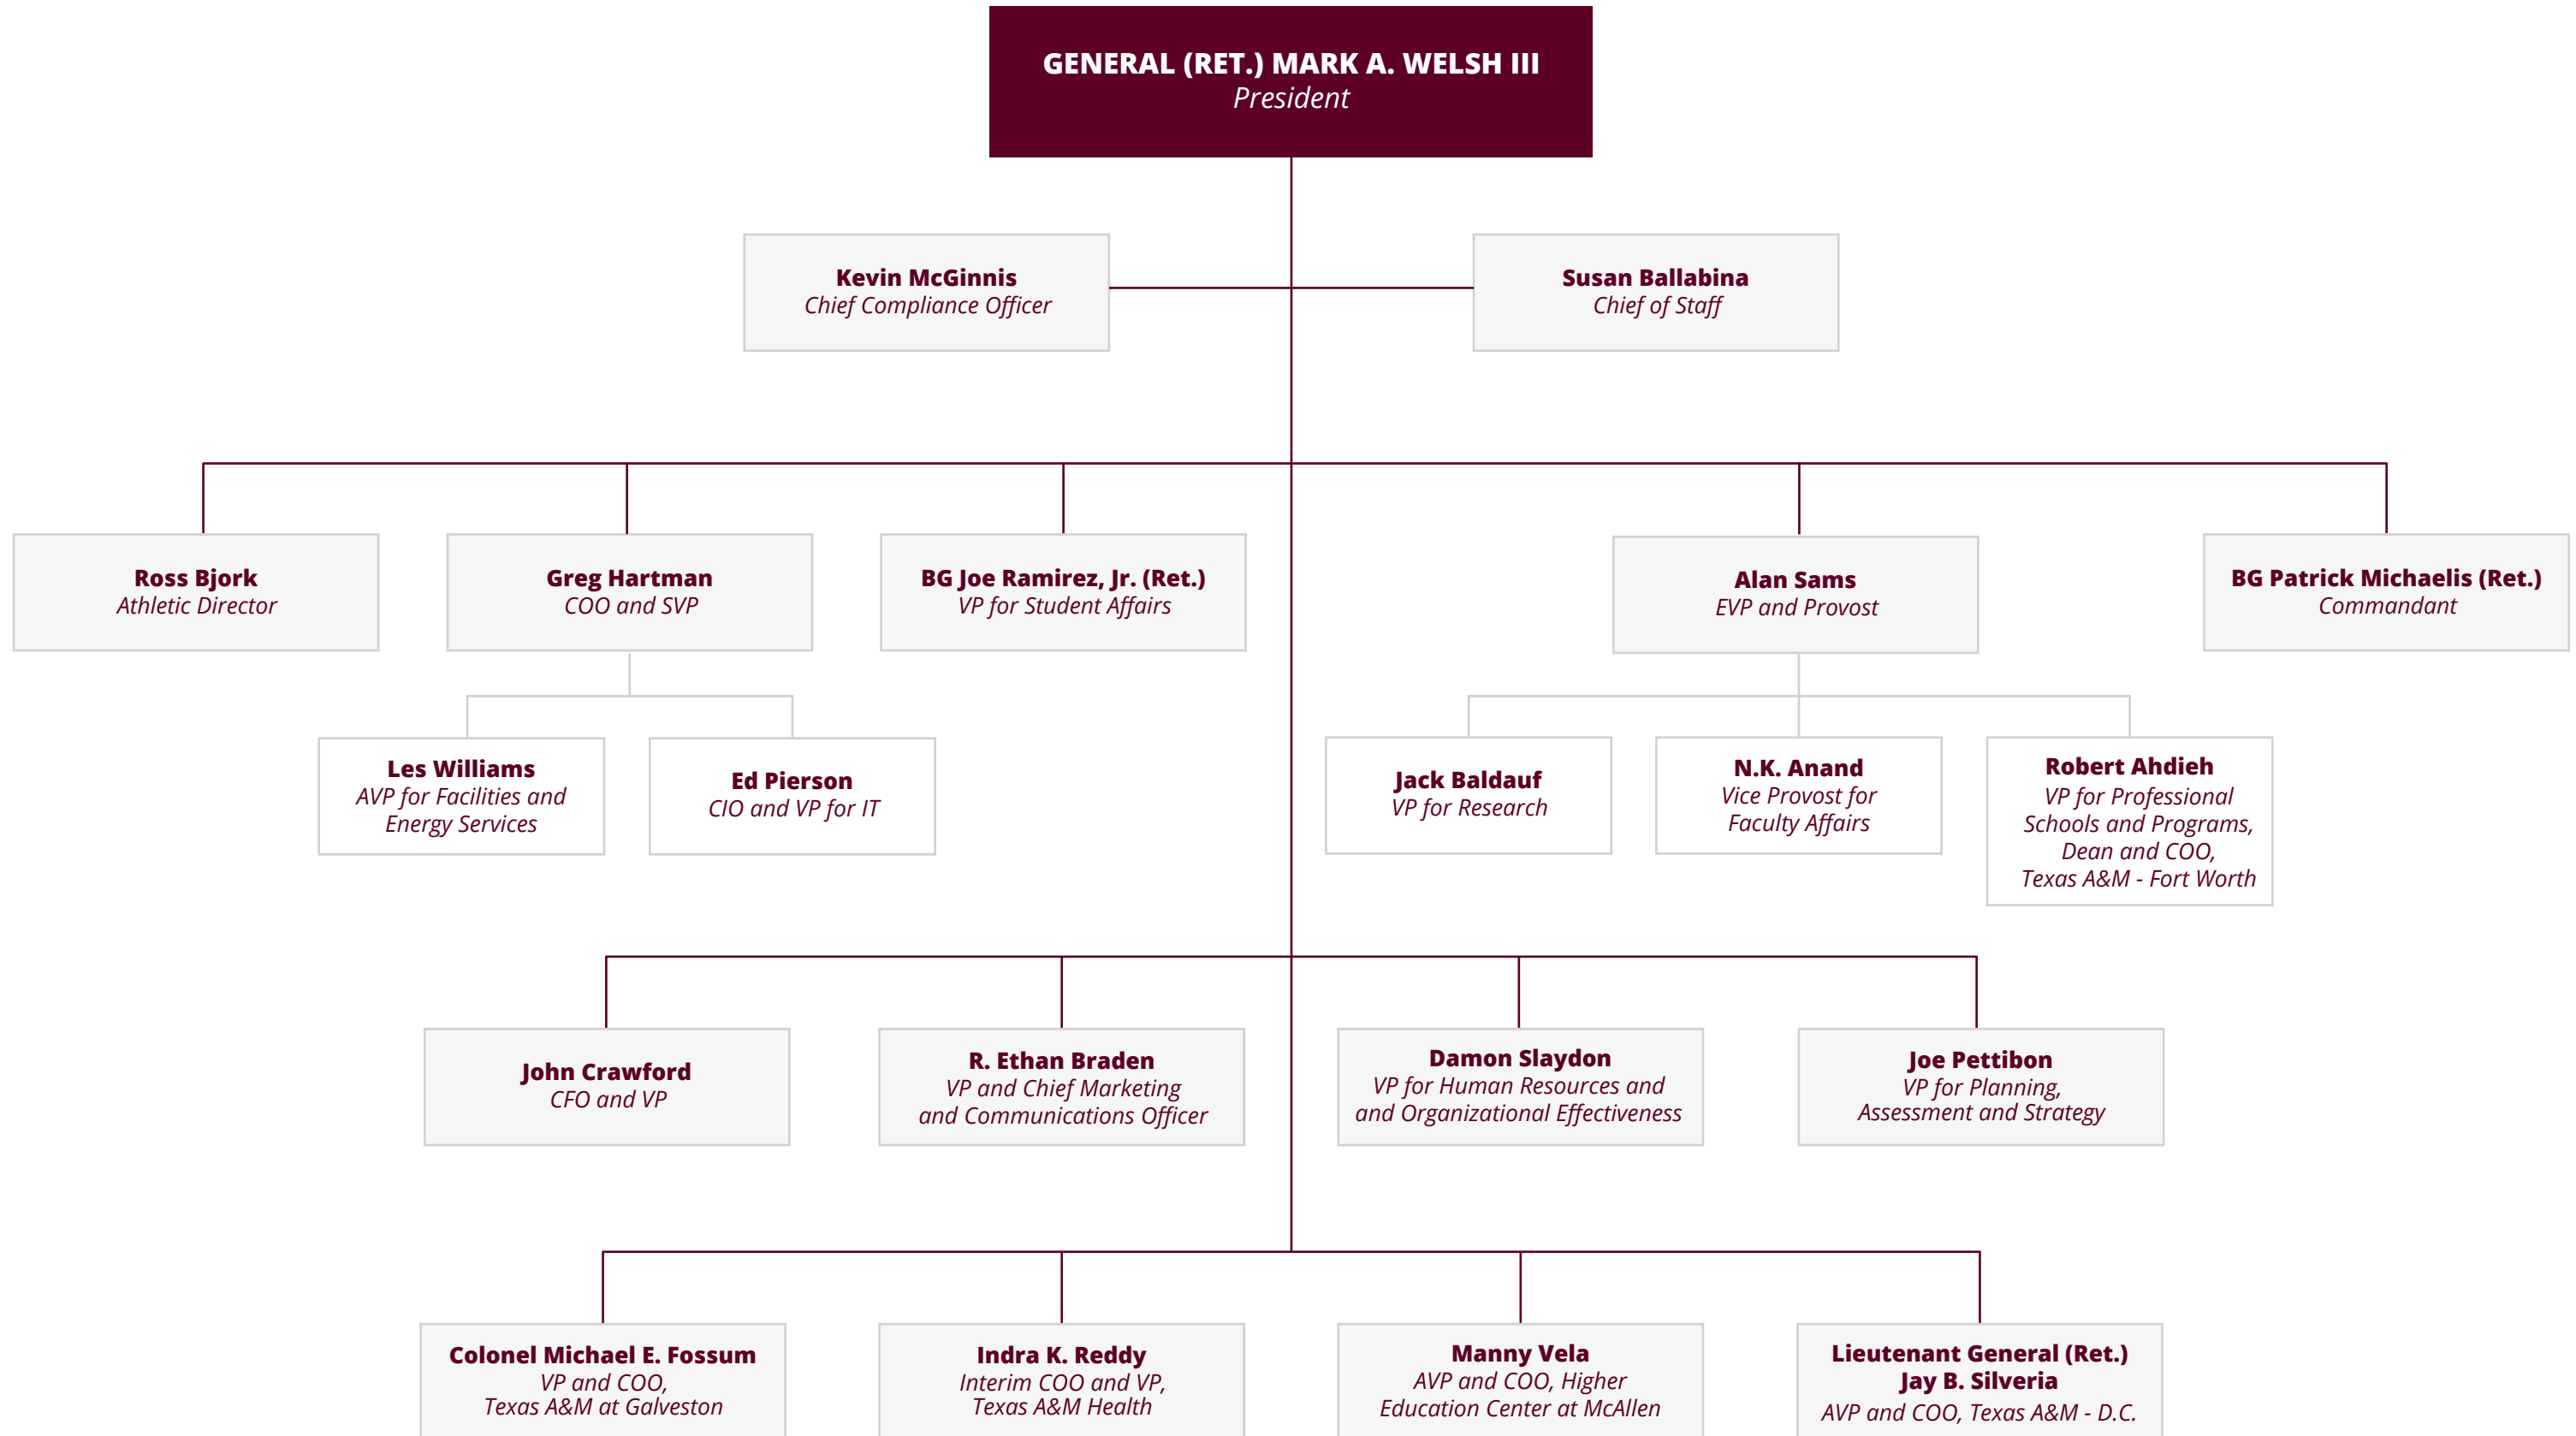 GENERAL (RET.) MARK A. WELSH III
President
Kevin McGinnis
Chief Compliance Officer
Susan Ballabina
Chief of Staff
Ross Bjork
Athletic Director
Greg Hartman
COO and SVP
BG Joe Ramirez, Jr. (Ret.)
VP for Student Affairs
Alan Sams
EVP and Provost
BG Patrick Michaelis (Ret.)
Commandant
Les Williams
AVP for Facilities and
Energy Services
Ed Pierson
CIO and VP for IT
Jack Baldauf
VP for Research
N.K. Anand
Vice Provost for
Faculty Affairs
Robert Ahdieh
VP for Professional
Schools and Programs,
Dean and COO,
Texas A&M - Fort Worth
John Crawford
CFO and VP
R. Ethan Braden
VP and Chief Marketing
and Communications Officer
Damon Slaydon
VP for Human Resources and
and Organizational Effectiveness
Joe Pettibon
VP for Planning,
Assessment and Strategy
Colonel Michael E. Fossum
VP and COO,
Texas A&M at Galveston
Indra K. Reddy
Interim COO and VP,
Texas A&M Health
Manny Vela
AVP and COO, Higher
Education Center at McAllen
Lieutenant General (Ret.)
Jay B. Silveria
AVP and COO, Texas A&M - D.C.